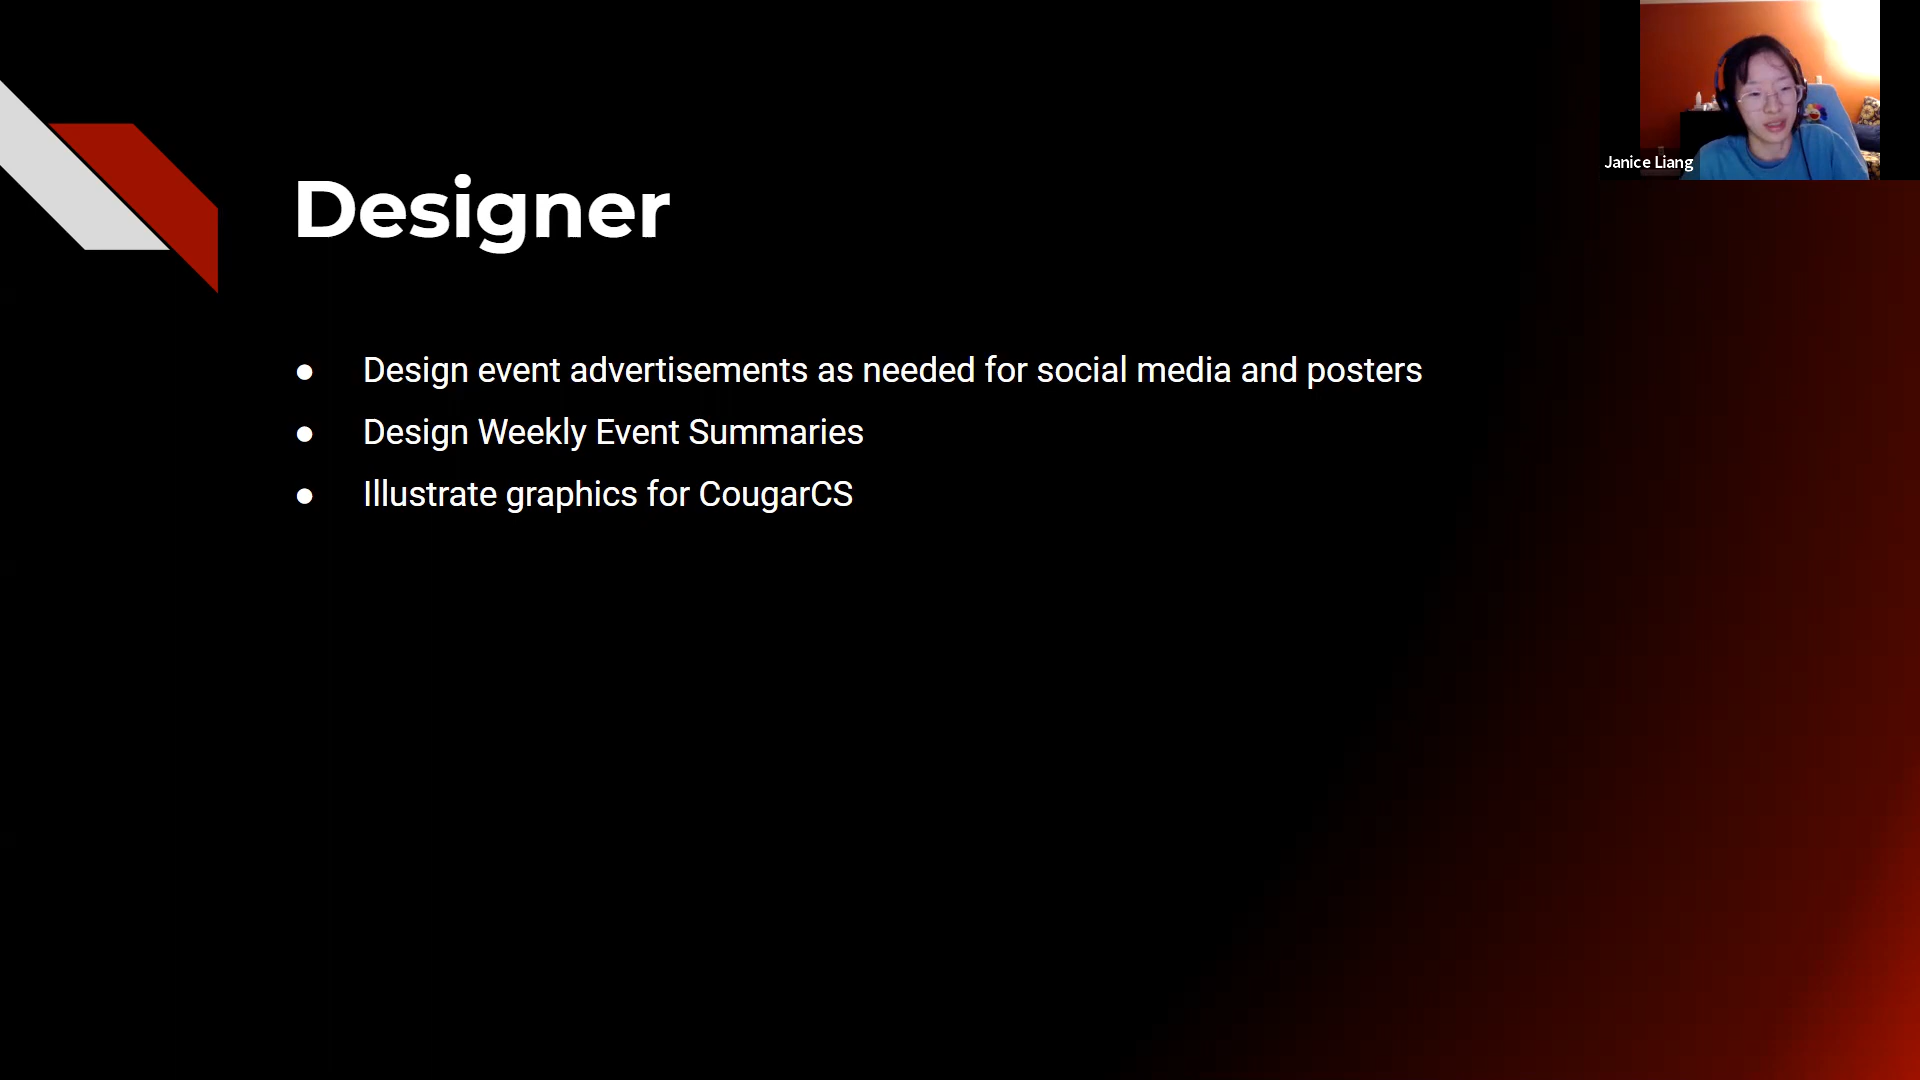 Janice Liang
Designer
● Design event advertisements as needed for social media and posters
● Design Weekly Event Summaries
● Illustrate graphics for CougarCS